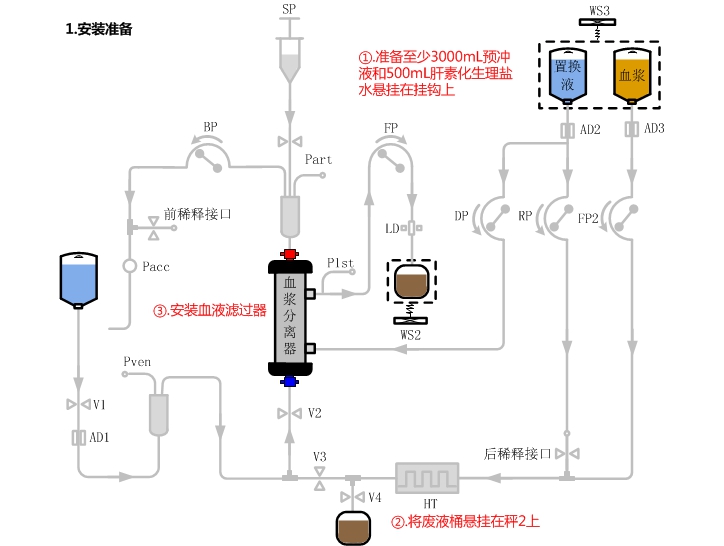 SP
WS3
1.安装准备
①.准备至少3000mL预冲
液和500mL肝素化生理盐
水悬挂在挂钩上
置换
液
血浆
BP
FP
AD2
AD3
Part
前稀释接口
LD
DP
RP
FP2
Pacc
Plst
血
浆
分
离
器
③.安装血液滤过器
WS2
Pven
V1
V2
AD1
V3
后稀释接口
V4
HT
②.将废液桶悬挂在秤2上